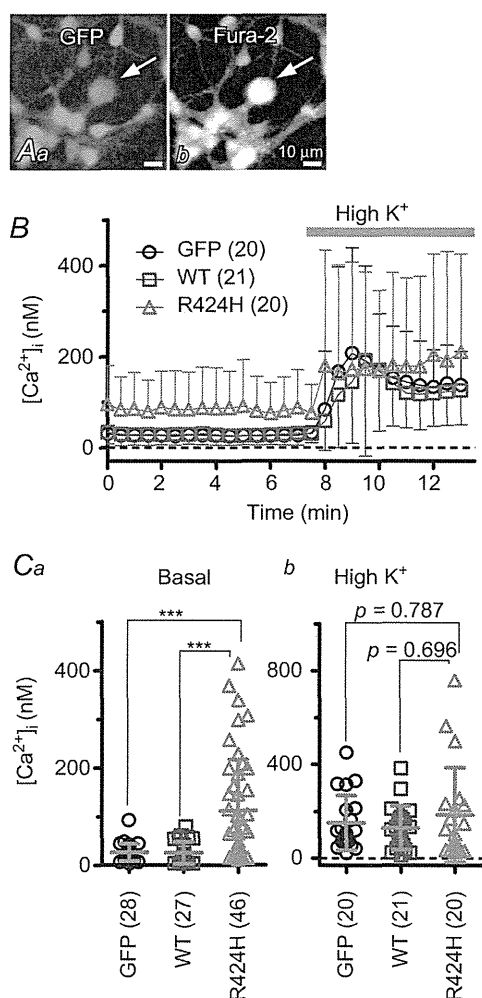 GFP
Fura-2
Aa
b
10 µm
B
High K⁺
GFP (20)
WT (21)
R424H (20)
[Ca²⁺]ᵢ (nM)
400
200
0
0 2 4 6 8 10 12
Time (min)
Ca
Basal
b
High K⁺
***
***
p = 0.787
p = 0.696
[Ca²⁺]ᵢ (nM)
400
200
0
800
400
0
GFP (28)
WT (27)
R424H (46)
GFP (20)
WT (21)
R424H (20)